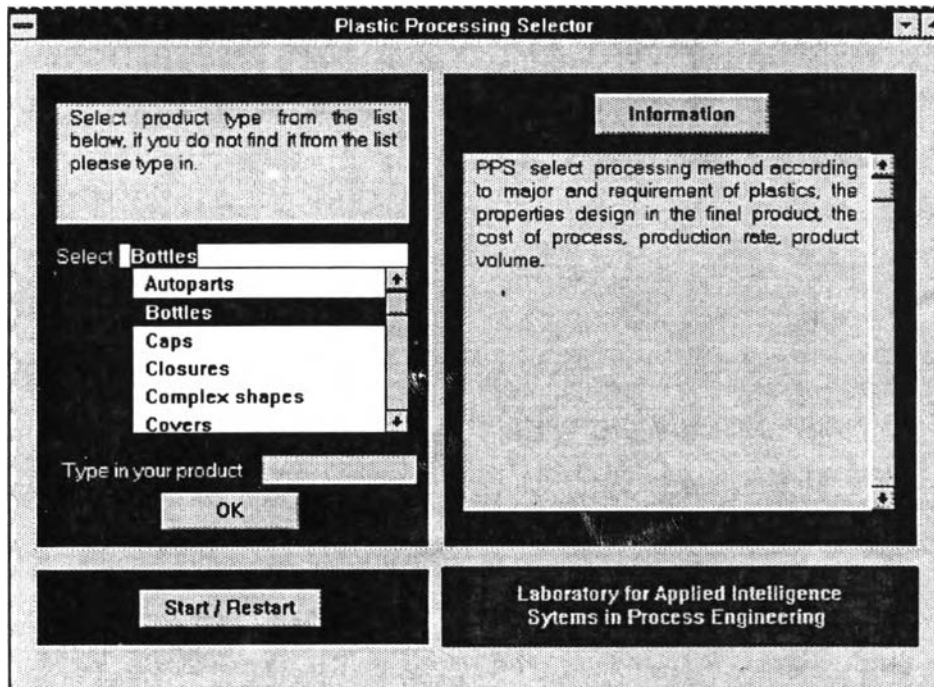 Plastic Processing Selector
Select product type from the list
below, if you do not find it from the list
please type in.
Select Bottles
Autoparts
Bottles
Caps
Closures
Complex shapes
Covers
Type in your product
OK
Start / Restart
Information
PPS select processing method according
to major and requirement of plastics, the
properties design in the final product, the
cost of process, production rate, product
volume.
Laboratory for Applied Intelligence
Sytems in Process Engineering